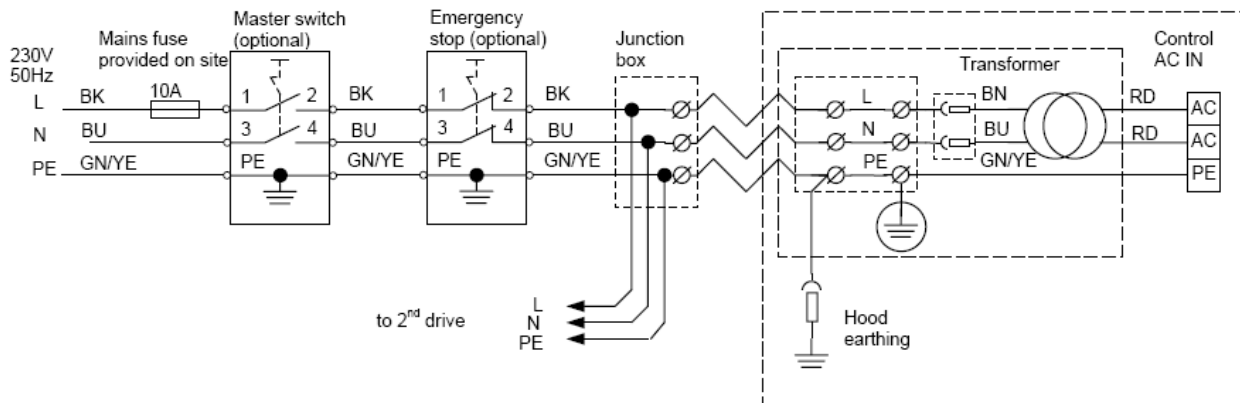 230V
50Hz
Mains fuse
provided on site
Master switch
(optional)
Emergency
stop (optional)
Junction
box
Transformer
Control
AC IN
L BK 10A 1 2 BK 1 2 BK L BN RD AC
N BU 3 4 BU 3 4 BU N BU RD AC
PE GN/YE PE GN/YE PE GN/YE PE GN/YE PE
to 2nd drive
L
N
PE
Hood
earthing